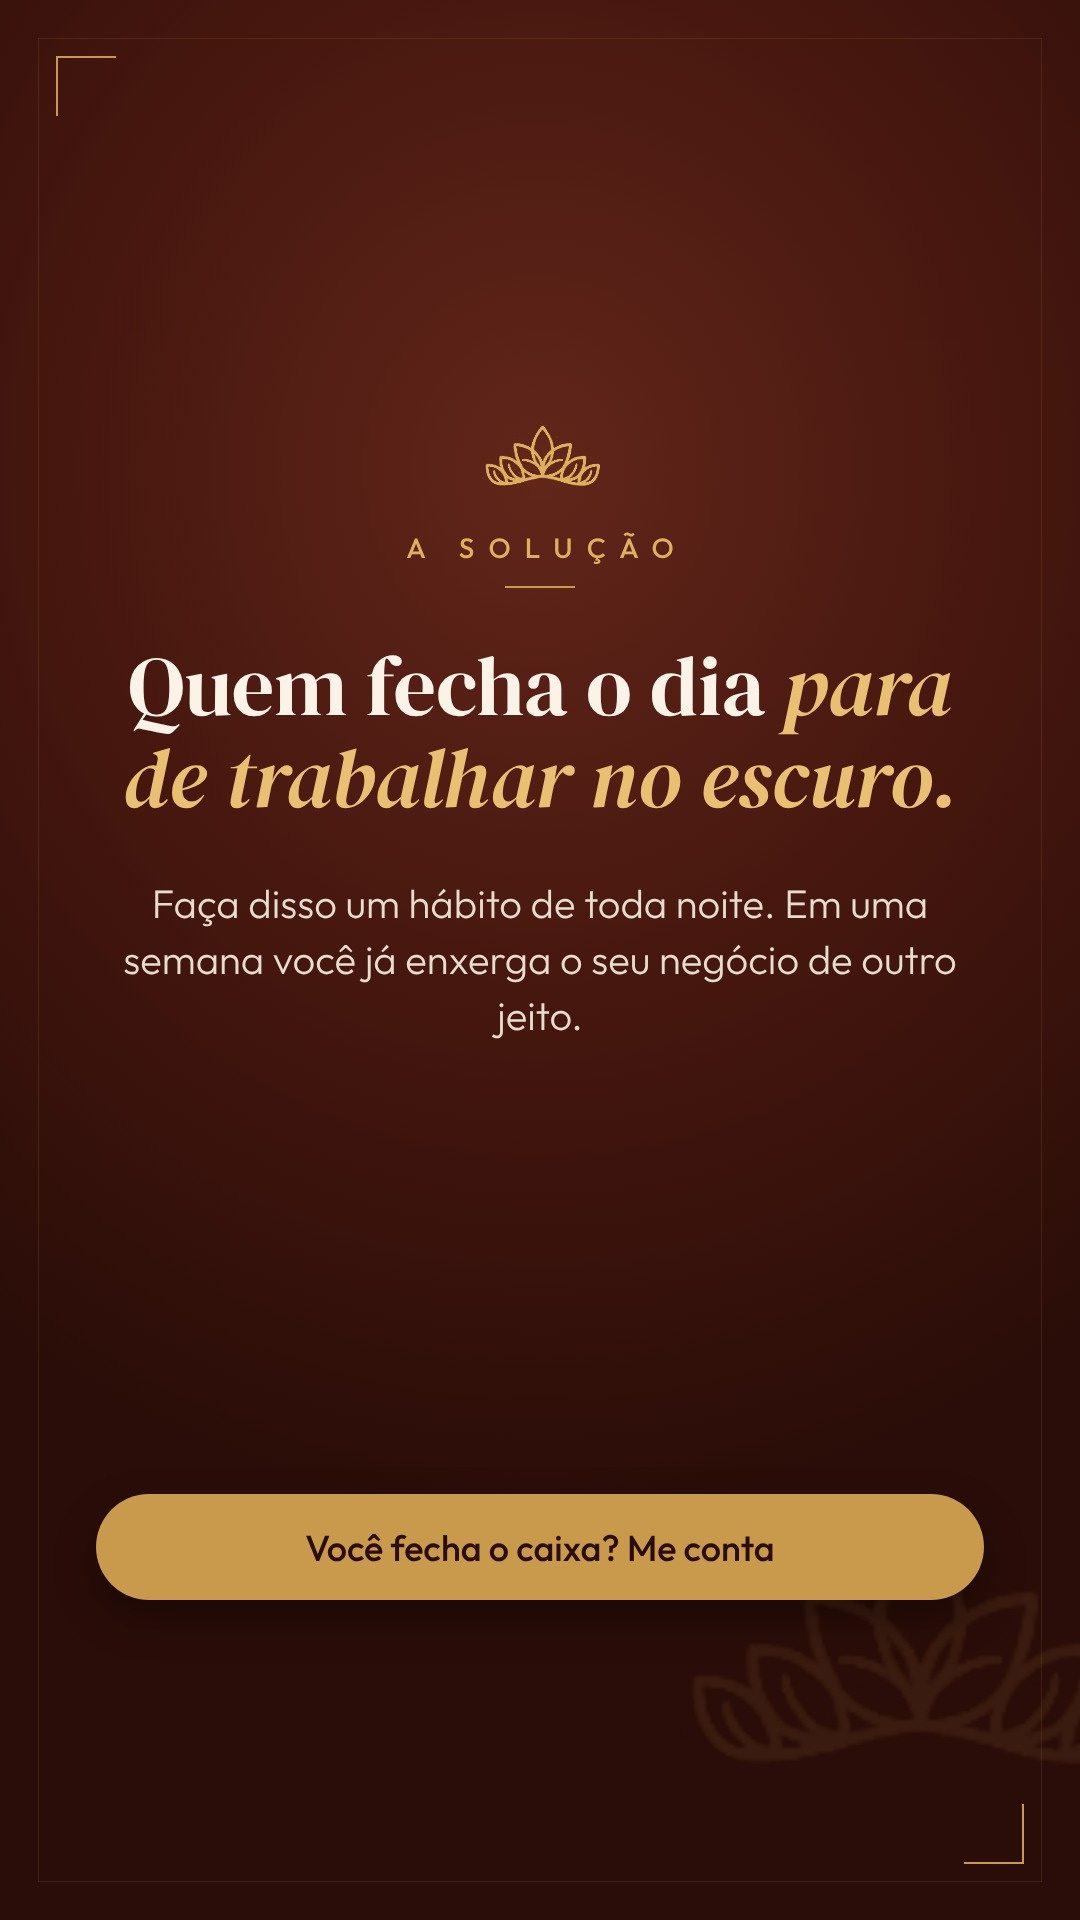 A SOLUÇÃO
Quem fecha o dia para
de trabalhar no escuro.
Faça disso um hábito de toda noite. Em uma
semana você já enxerga o seu negócio de outro
jeito.
Você fecha o caixa? Me conta